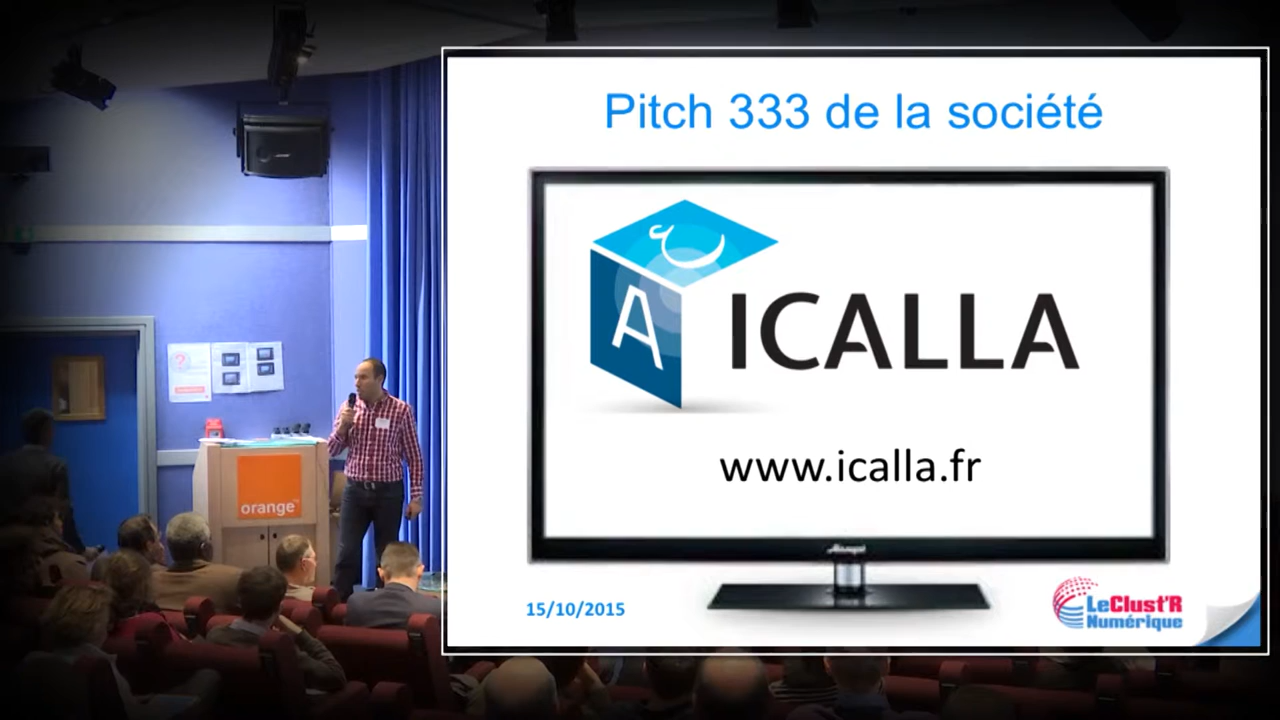 Pitch 333 de la société
A ICALLA
www.icalla.fr
15/10/2015
LeClust'R
Numérique
orange